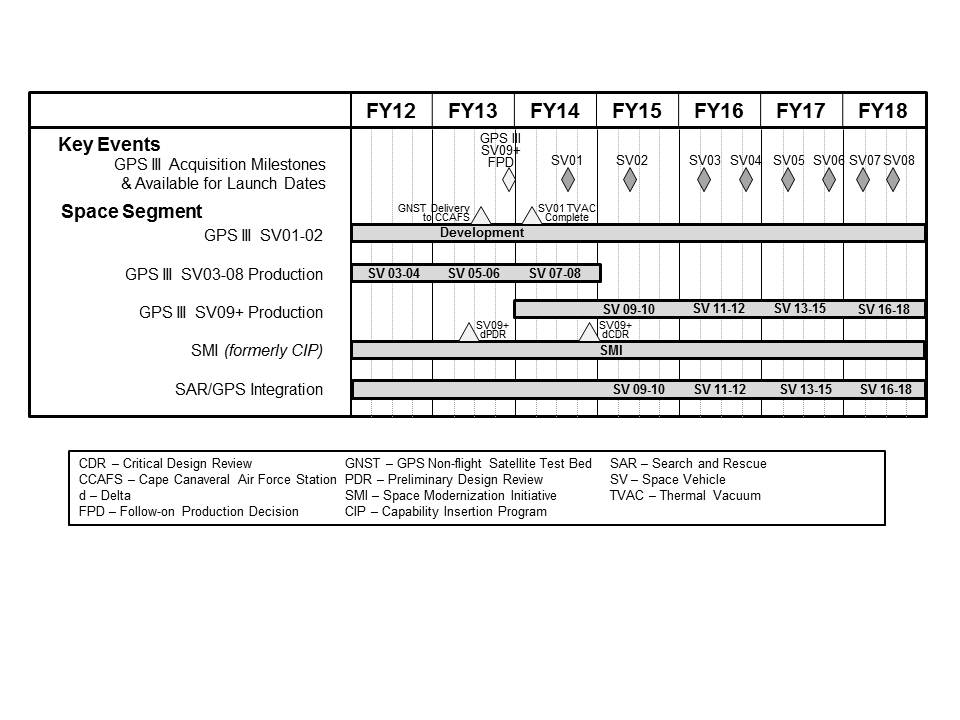 FY12 FY13 FY14 FY15 FY16 FY17 FY18
Key Events
GPS III Acquisition Milestones
& Available for Launch Dates
GPS III
SV09+
FPD
SV01 SV02 SV03 SV04 SV05 SV06 SV07 SV08
Space Segment
GNST Delivery
to CCAFS
SV01 TVAC
Complete
GPS III SV01-02
Development
GPS III SV03-08 Production
SV 03-04 SV 05-06 SV 07-08
GPS III SV09+ Production
SV 09-10 SV 11-12 SV 13-15 SV 16-18
SV09+
dPDR
SV09+
dCDR
SMI (formerly CIP)
SMI
SAR/GPS Integration
SV 09-10 SV 11-12 SV 13-15 SV 16-18
CDR – Critical Design Review
CCAFS – Cape Canaveral Air Force Station
d – Delta
FPD – Follow-on Production Decision
GNST – GPS Non-flight Satellite Test Bed
PDR – Preliminary Design Review
SMI – Space Modernization Initiative
CIP – Capability Insertion Program
SAR – Search and Rescue
SV – Space Vehicle
TVAC – Thermal Vacuum